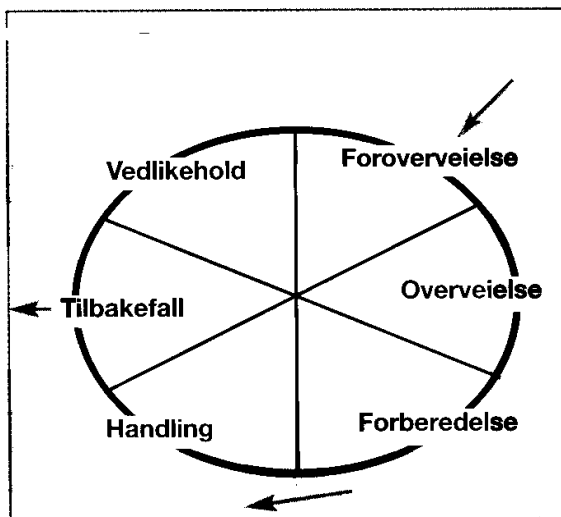 Vedlikehold
Foroverveielse
Tilbakefall
Overveielse
Handling
Forberedelse